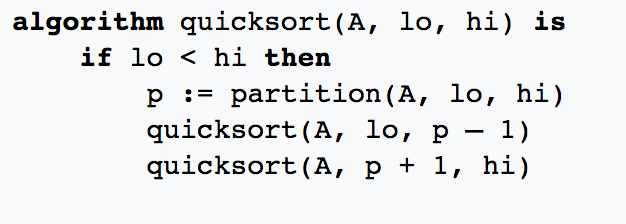 algorithm quicksort(A, lo, hi) is
if lo < hi then
p := partition(A, lo, hi)
quicksort(A, lo, p – 1)
quicksort(A, p + 1, hi)